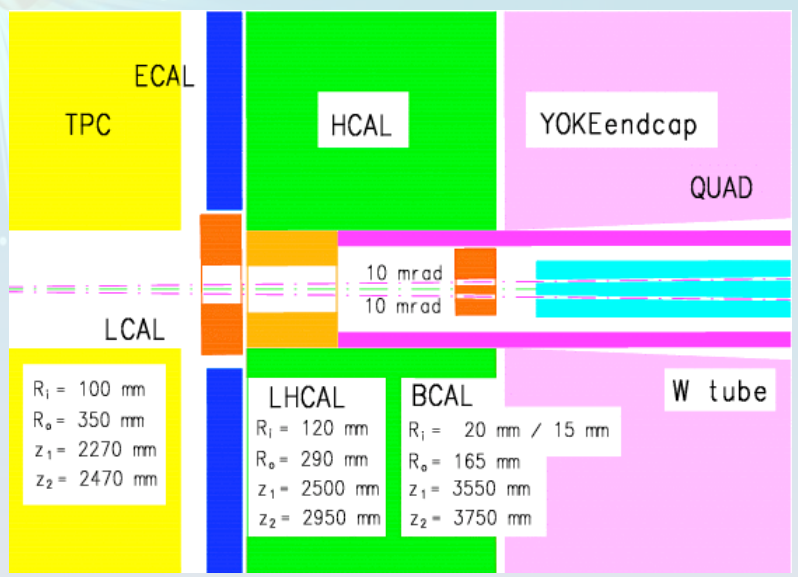 ECAL
TPC
HCAL
YOKEendcap
QUAD
10 mrad
10 mrad
LCAL
Ri = 100 mm
Ro = 350 mm
z1 = 2270 mm
z2 = 2470 mm
LHCAL
Ri = 120 mm
Ro = 290 mm
z1 = 2500 mm
z2 = 2950 mm
BCAL
Ri = 20 mm / 15 mm
Ro = 165 mm
z1 = 3550 mm
z2 = 3750 mm
W tube